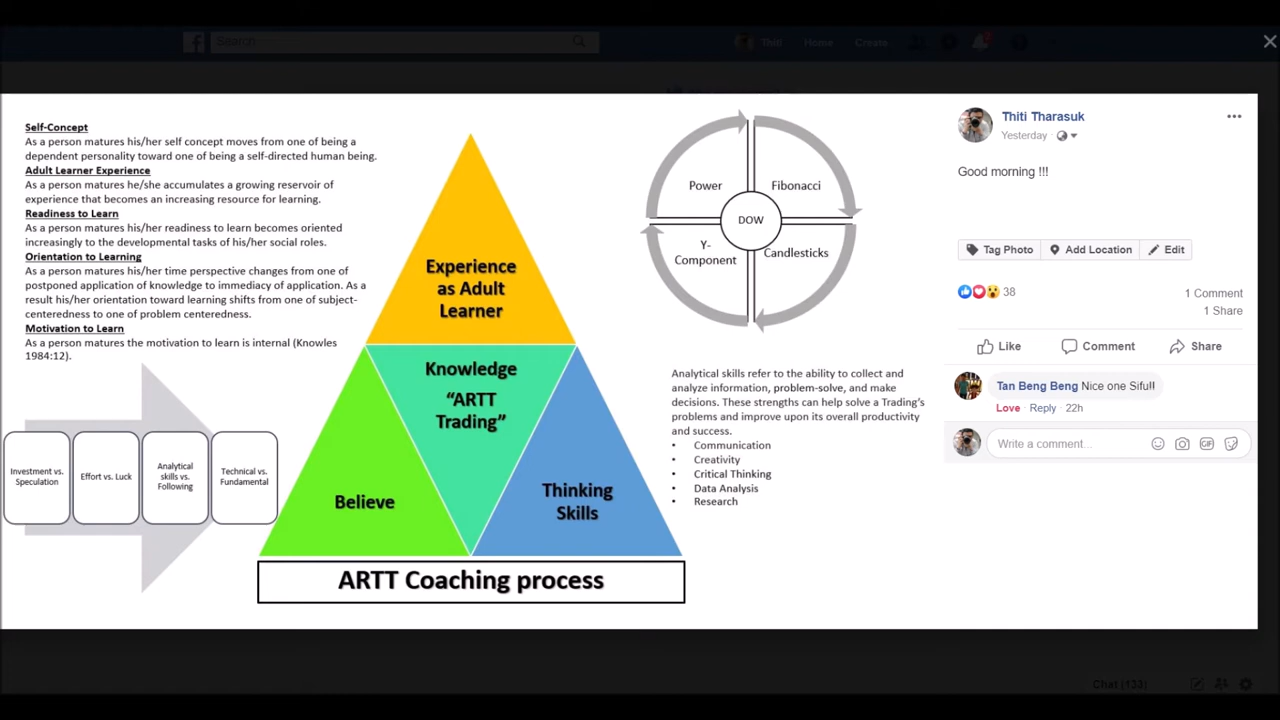 Search
Thiti
Home
Create
Self-Concept
As a person matures his/her self concept moves from one of being a
dependent personality toward one of being a self-directed human being.
Adult Learner Experience
As a person matures he/she accumulates a growing reservoir of
experience that becomes an increasing resource for learning.
Readiness to Learn
As a person matures his/her readiness to learn becomes oriented
increasingly to the developmental tasks of his/her social roles.
Orientation to Learning
As a person matures his/her time perspective changes from one of
postponed application of knowledge to immediacy of application. As a
result his/her orientation toward learning shifts from one of subject-
centeredness to one of problem centeredness.
Motivation to Learn
As a person matures the motivation to learn is internal (Knowles
1984:12).
Investment vs.
Speculation
Effort vs. Luck
Analytical
skills vs.
Following
Technical vs.
Fundamental
Experience
as Adult
Learner
Knowledge
“ARTT
Trading”
Believe
Thinking
Skills
ARTT Coaching process
Power
Fibonacci
DOW
Y-
Component
Candlesticks
Analytical skills refer to the ability to collect and
analyze information, problem-solve, and make
decisions. These strengths can help solve a Trading's
problems and improve upon its overall productivity
and success.
• Communication
• Creativity
• Critical Thinking
• Data Analysis
• Research
Thiti Tharasuk
Yesterday ·
Good morning !!!
Tag Photo
Add Location
Edit
38
1 Comment
1 Share
Like
Comment
Share
Tan Beng Beng Nice one Sifu!!
Love · Reply · 22h
Write a comment...
GIF
Chat (133)